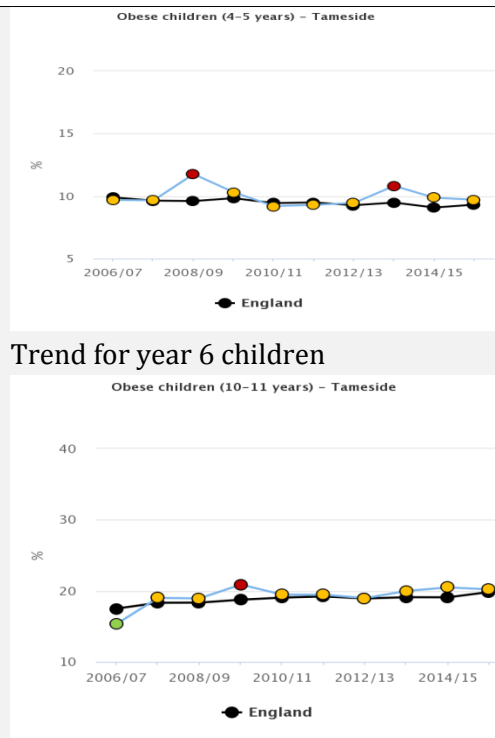 Obese children (4-5 years) - Tameside
20
15
%
10
5
2006/07 2008/09 2010/11 2012/13 2014/15
England
Trend for year 6 children
Obese children (10-11 years) - Tameside
40
30
%
20
10
2006/07 2008/09 2010/11 2012/13 2014/15
England